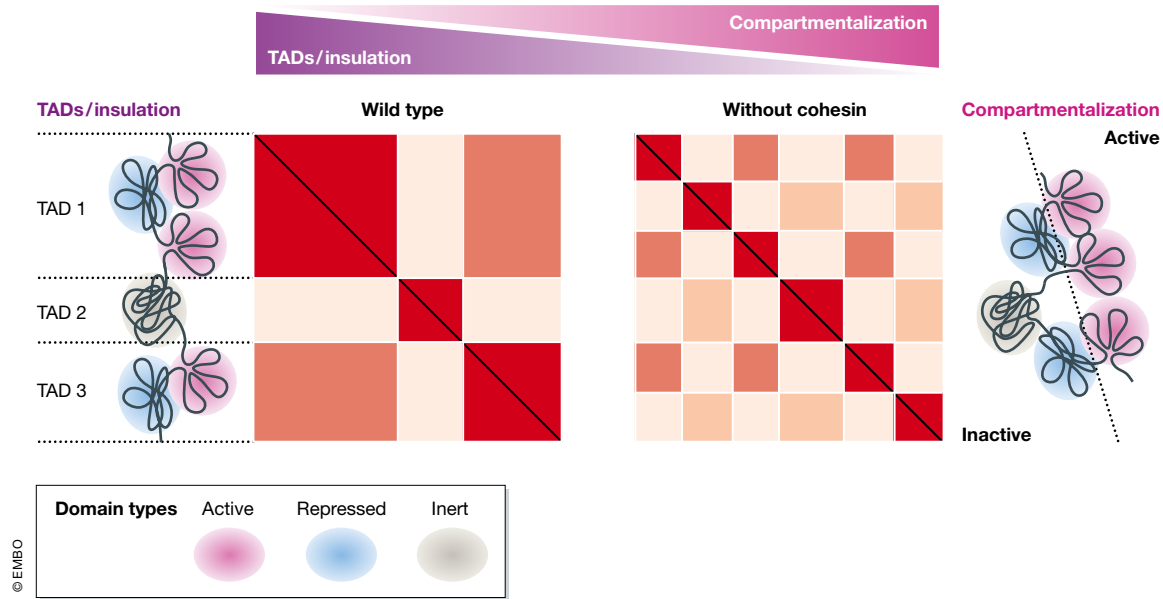 Compartmentalization
TADs/insulation
TADs/insulation
Wild type
Without cohesin
Compartmentalization
Active
TAD 1
TAD 2
TAD 3
Inactive
Domain types
Active
Repressed
Inert
© EMBO